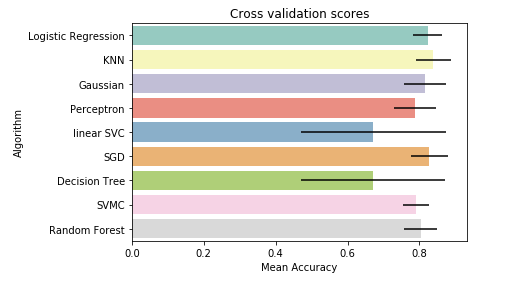 Cross validation scores
Logistic Regression
KNN
Gaussian
Perceptron
linear SVC
SGD
Decision Tree
SVMC
Random Forest
Algorithm
0.0 0.2 0.4 0.6 0.8
Mean Accuracy